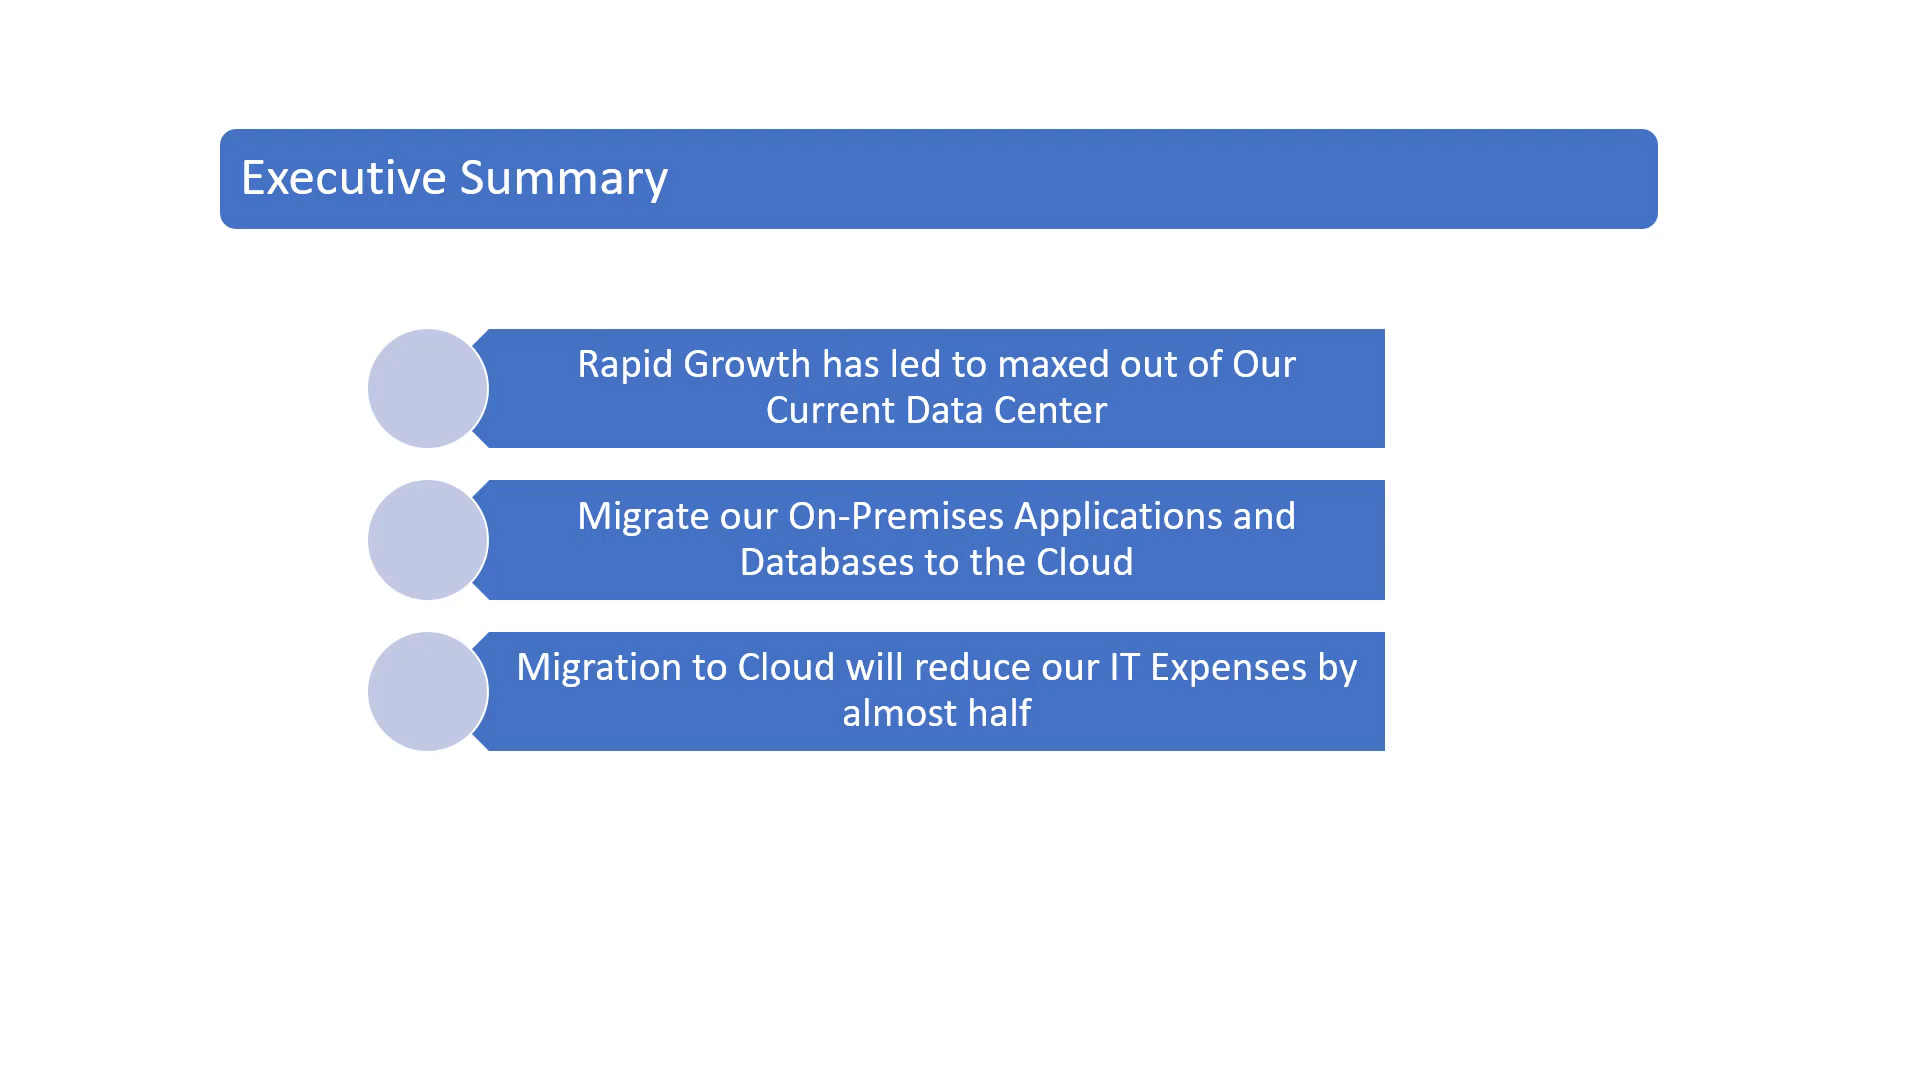 Executive Summary
Rapid Growth has led to maxed out of Our
Current Data Center
Migrate our On-Premises Applications and
Databases to the Cloud
Migration to Cloud will reduce our IT Expenses by
almost half